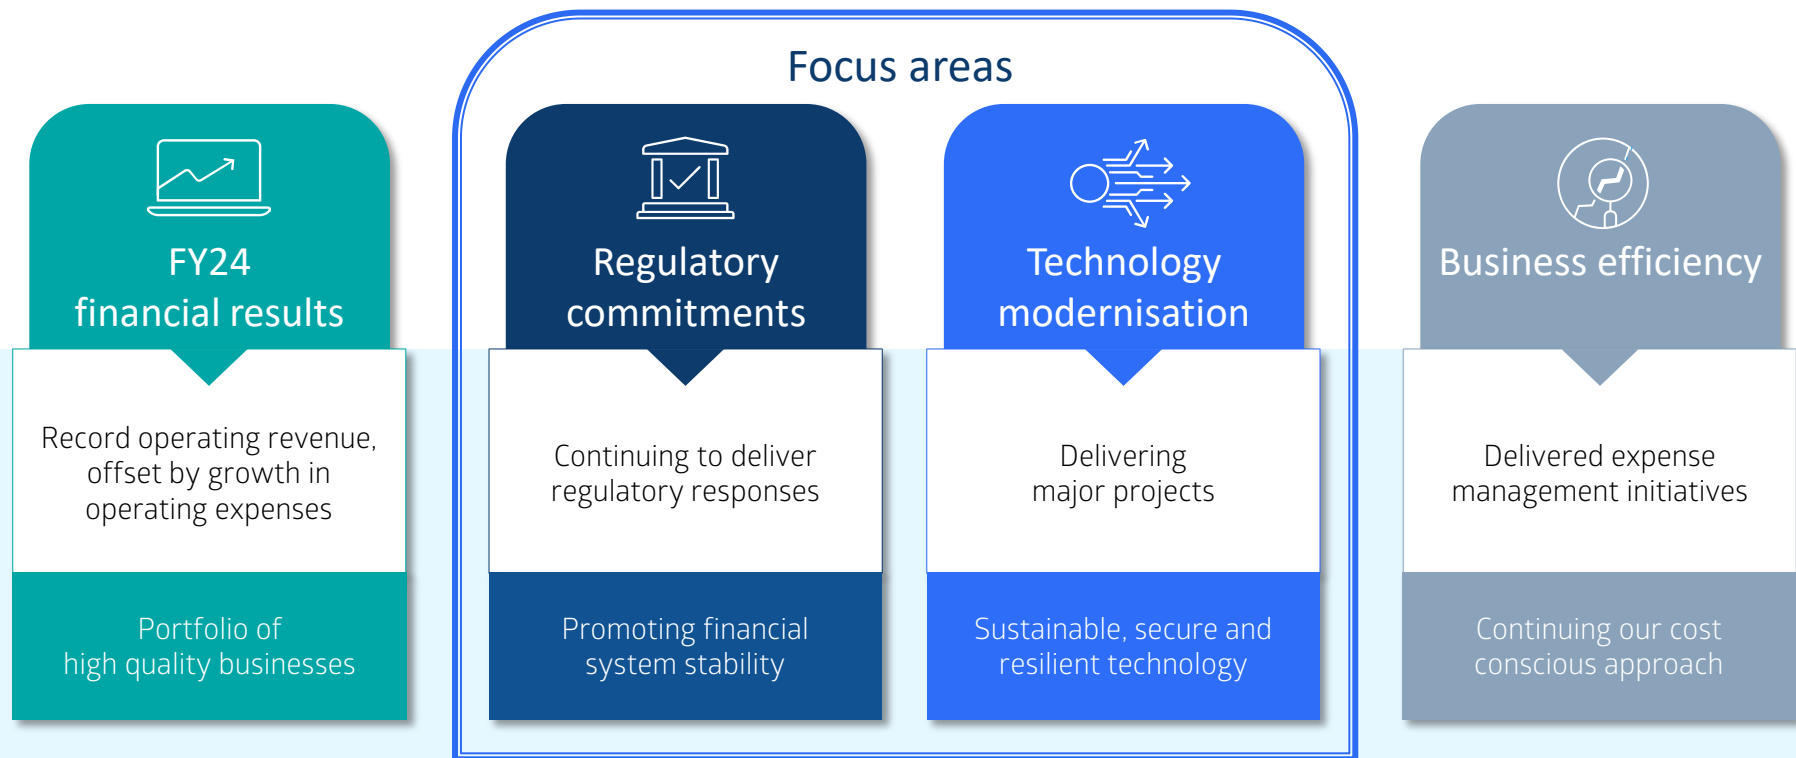 Focus areas
FY24
financial results
Record operating revenue,
offset by growth in
operating expenses
Portfolio of
high quality businesses
Regulatory
commitments
Continuing to deliver
regulatory responses
Promoting financial
system stability
Technology
modernisation
Delivering
major projects
Sustainable, secure and
resilient technology
Business efficiency
Delivered expense
management initiatives
Continuing our cost
conscious approach